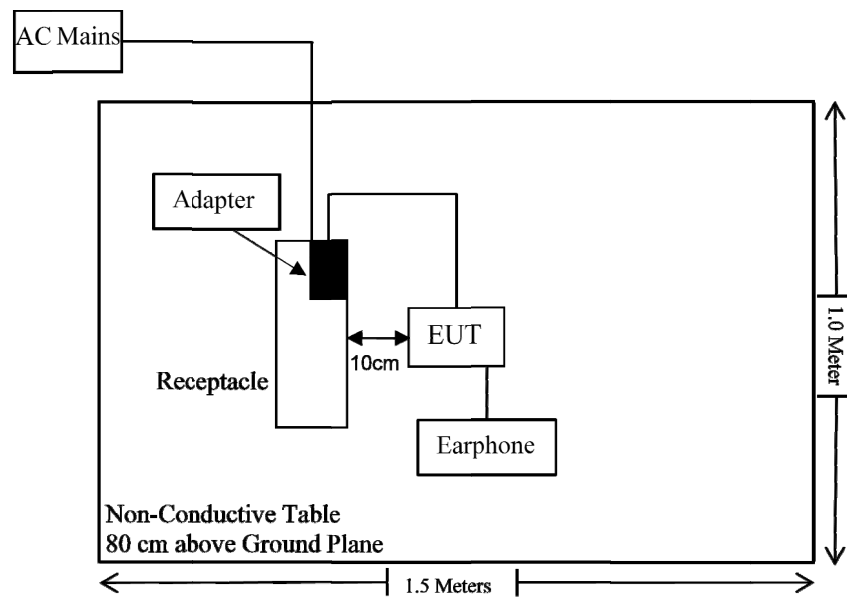 AC Mains
Adapter
EUT
10cm
Receptacle
Earphone
1.0 Meter
Non-Conductive Table
80 cm above Ground Plane
1.5 Meters